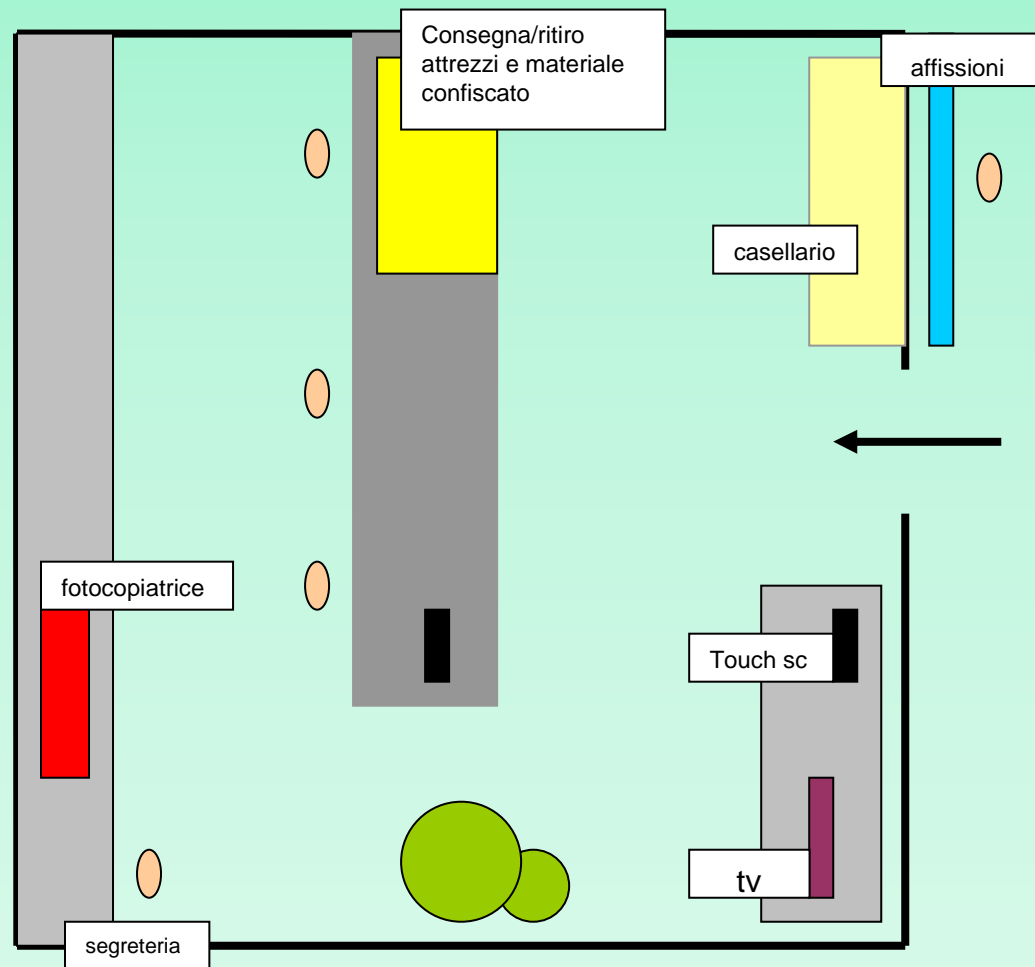 Consegna/ritiro
attrezzi e materiale
confiscato
affissioni
casellario
fotocopiatrice
Touch sc
tv
segreteria